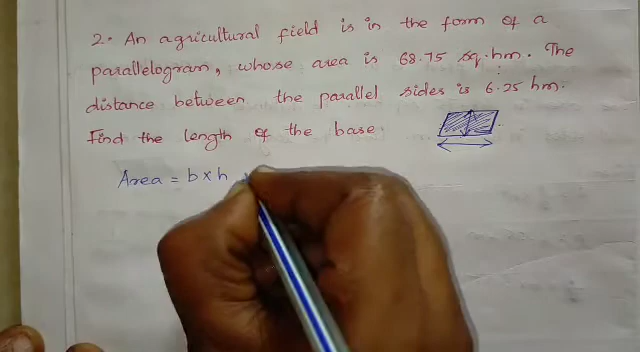 2. An agricultural field is in the form of a
parallelogram, whose area is 68.75 sq.hm. The
distance between the parallel sides is 6.25 hm.
Find the length of the base.
Area = b x h